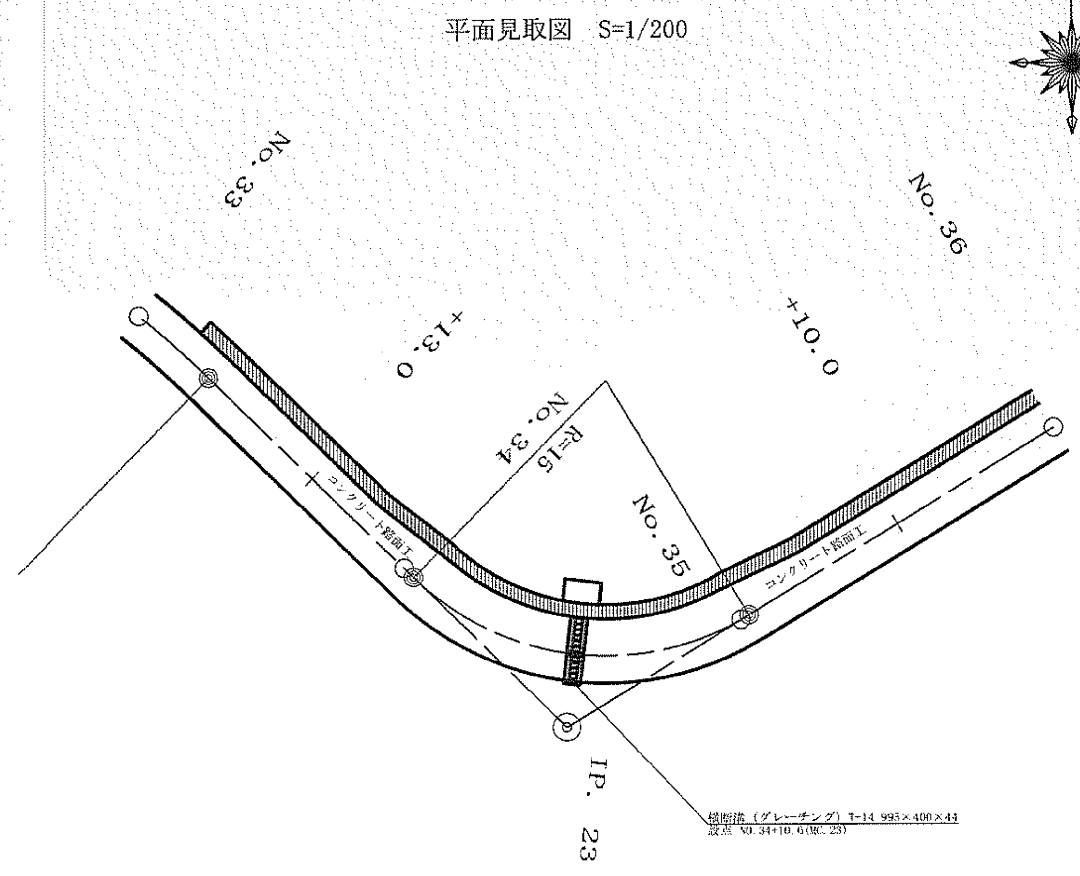 平面見取図 S=1/200
No. 33
No. 36
+13.0
+10.0
No. 34
R=15
No. 35
コンクリート路面工
コンクリート路面工
IP. 23
横断溝 (グレーチング) T-14 995×400×44
設点 NO.34+10.6(MC.23)